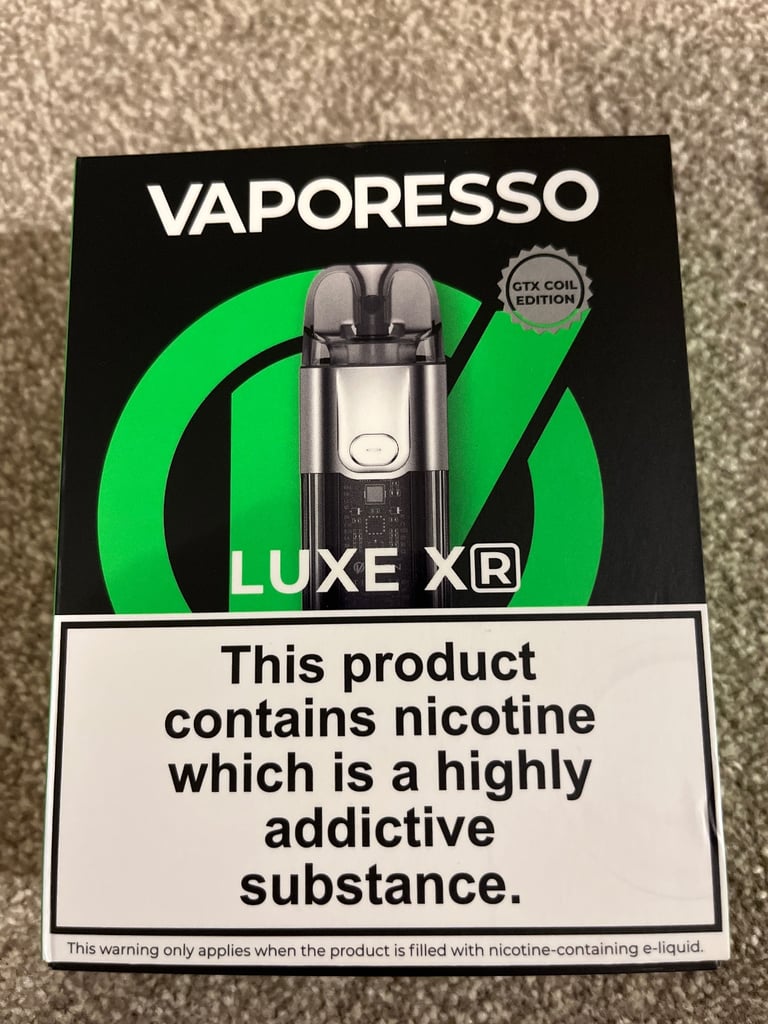 VAPORESSO
GTX COIL
EDITION
LUXE XR
This product
contains nicotine
which is a highly
addictive
substance.
This warning only applies when the product is filled with nicotine-containing e-liquid.